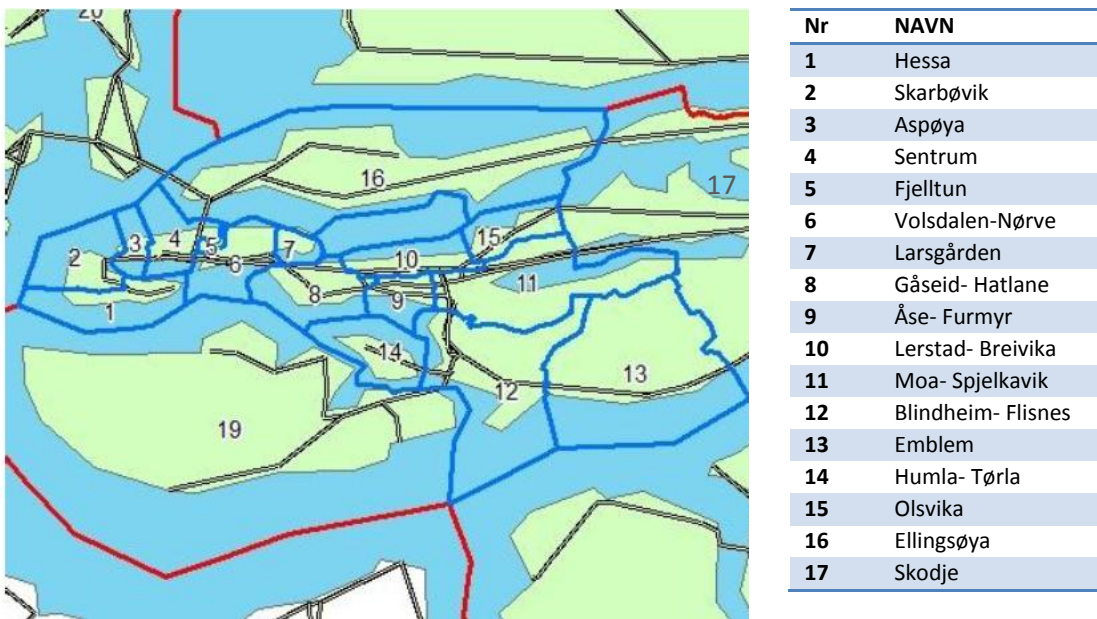 20
16
17
2
3
4
5
6
7
15
10
8
9
11
1
14
12
13
19
Nr NAVN
1 Hessa
2 Skarbøvik
3 Aspøya
4 Sentrum
5 Fjelltun
6 Volsdalen-Nørve
7 Larsgården
8 Gåseid- Hatlane
9 Åse- Furmyr
10 Lerstad- Breivika
11 Moa- Spjelkavik
12 Blindheim- Flisnes
13 Emblem
14 Humla- Tørla
15 Olsvika
16 Ellingsøya
17 Skodje